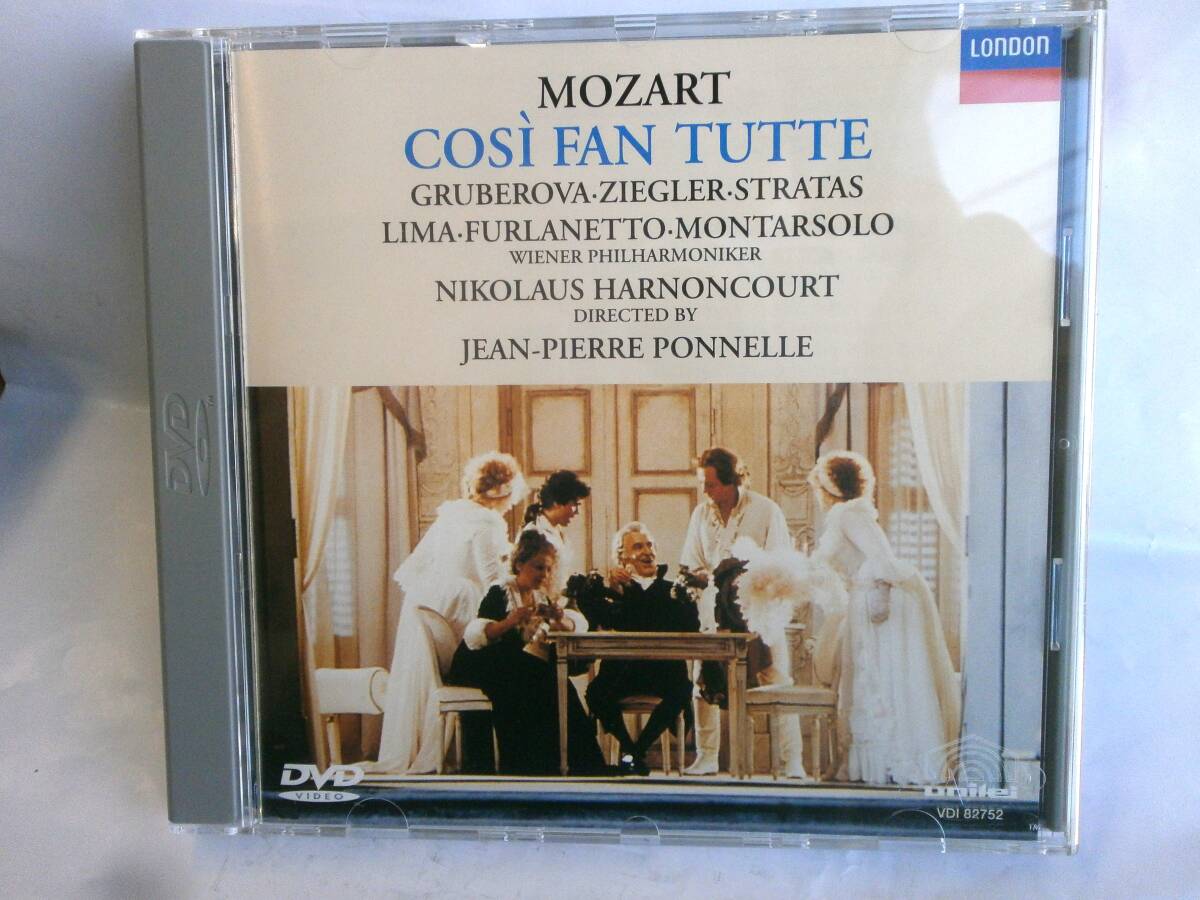 LONDON
MOZART
COSÌ FAN TUTTE
GRUBEROVA·ZIEGLER·STRATAS
LIMA·FURLANETTO·MONTARSOLO
WIENER PHILHARMONIKER
NIKOLAUS HARNONCOURT
DIRECTED BY
JEAN-PIERRE PONNELLE
DVD
DVD
VIDEO
unitel
VDI 82752